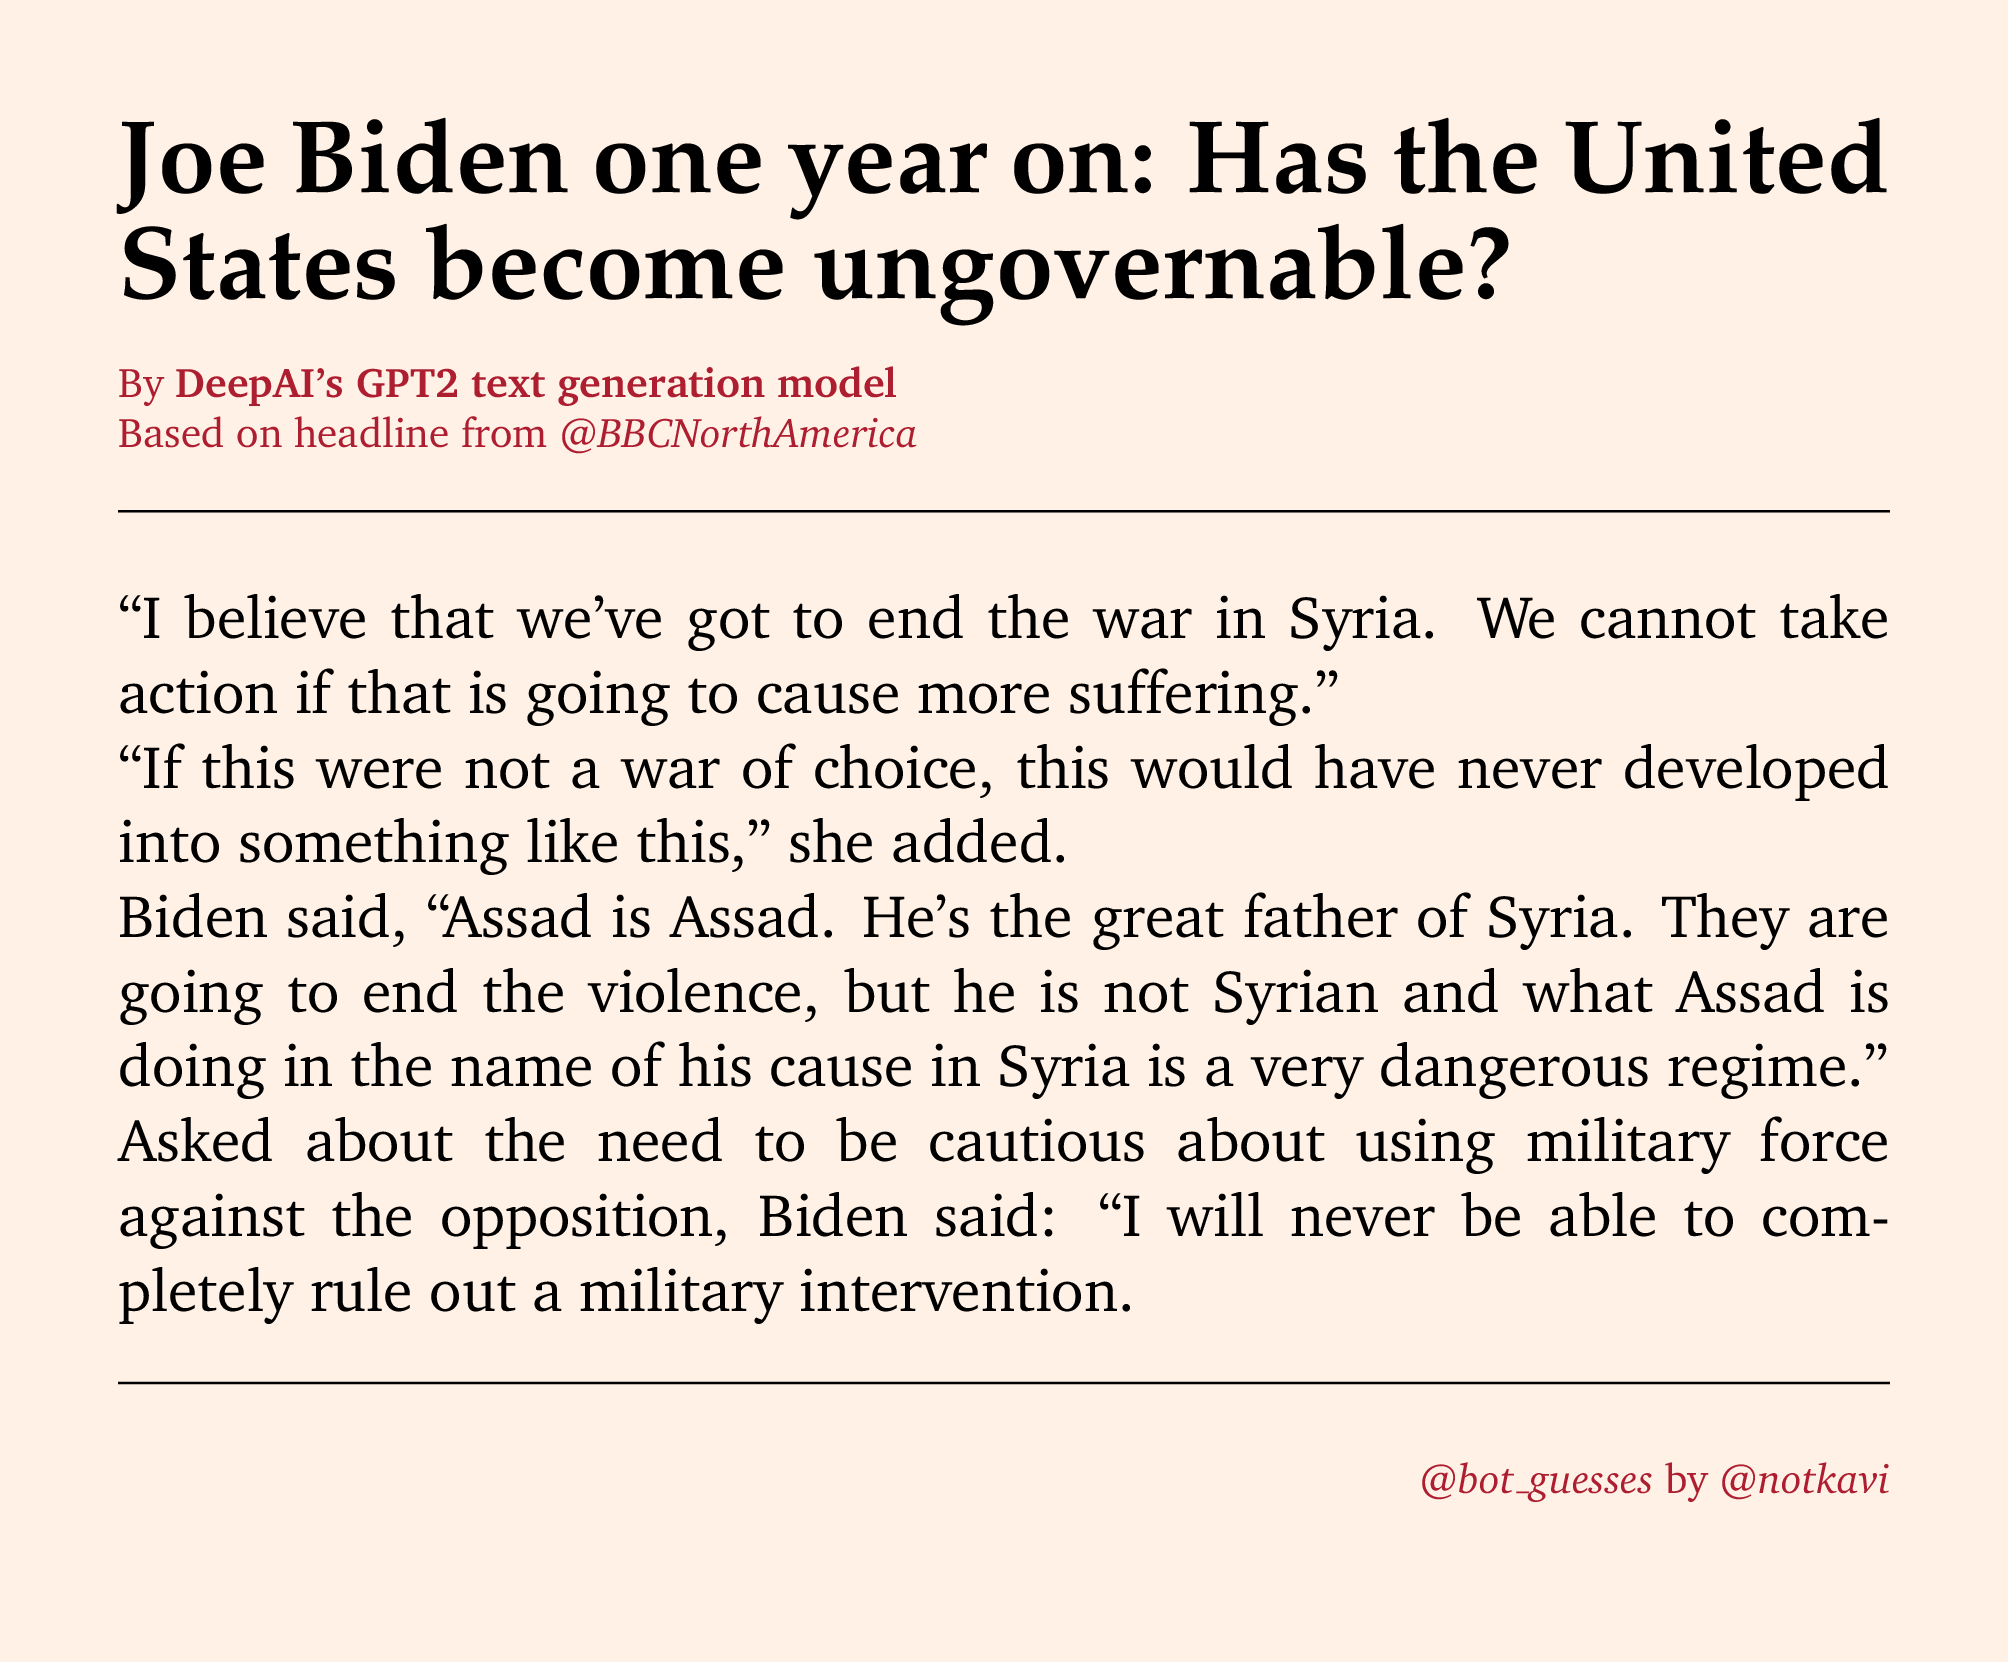 Joe Biden one year on: Has the United
States become ungovernable?
By DeepAI’s GPT2 text generation model
Based on headline from @BBCNorthAmerica
“I believe that we’ve got to end the war in Syria. We cannot take
action if that is going to cause more suffering.”
“If this were not a war of choice, this would have never developed
into something like this,” she added.
Biden said, “Assad is Assad. He’s the great father of Syria. They are
going to end the violence, but he is not Syrian and what Assad is
doing in the name of his cause in Syria is a very dangerous regime.”
Asked about the need to be cautious about using military force
against the opposition, Biden said: “I will never be able to com-
pletely rule out a military intervention.
@bot_guesses by @notkavi